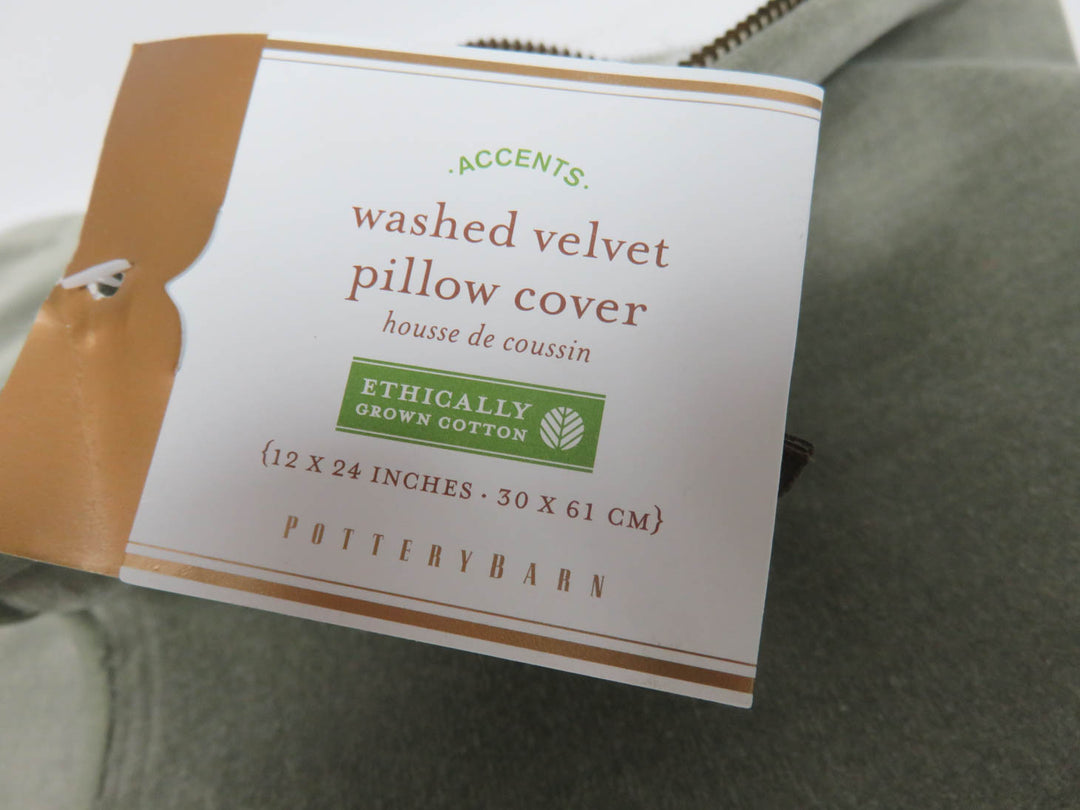 ·ACCENTS·
washed velvet
pillow cover
housse de coussin
ETHICALLY
GROWN COTTON
{12 X 24 INCHES · 30 X 61 CM}
POTTERYBARN